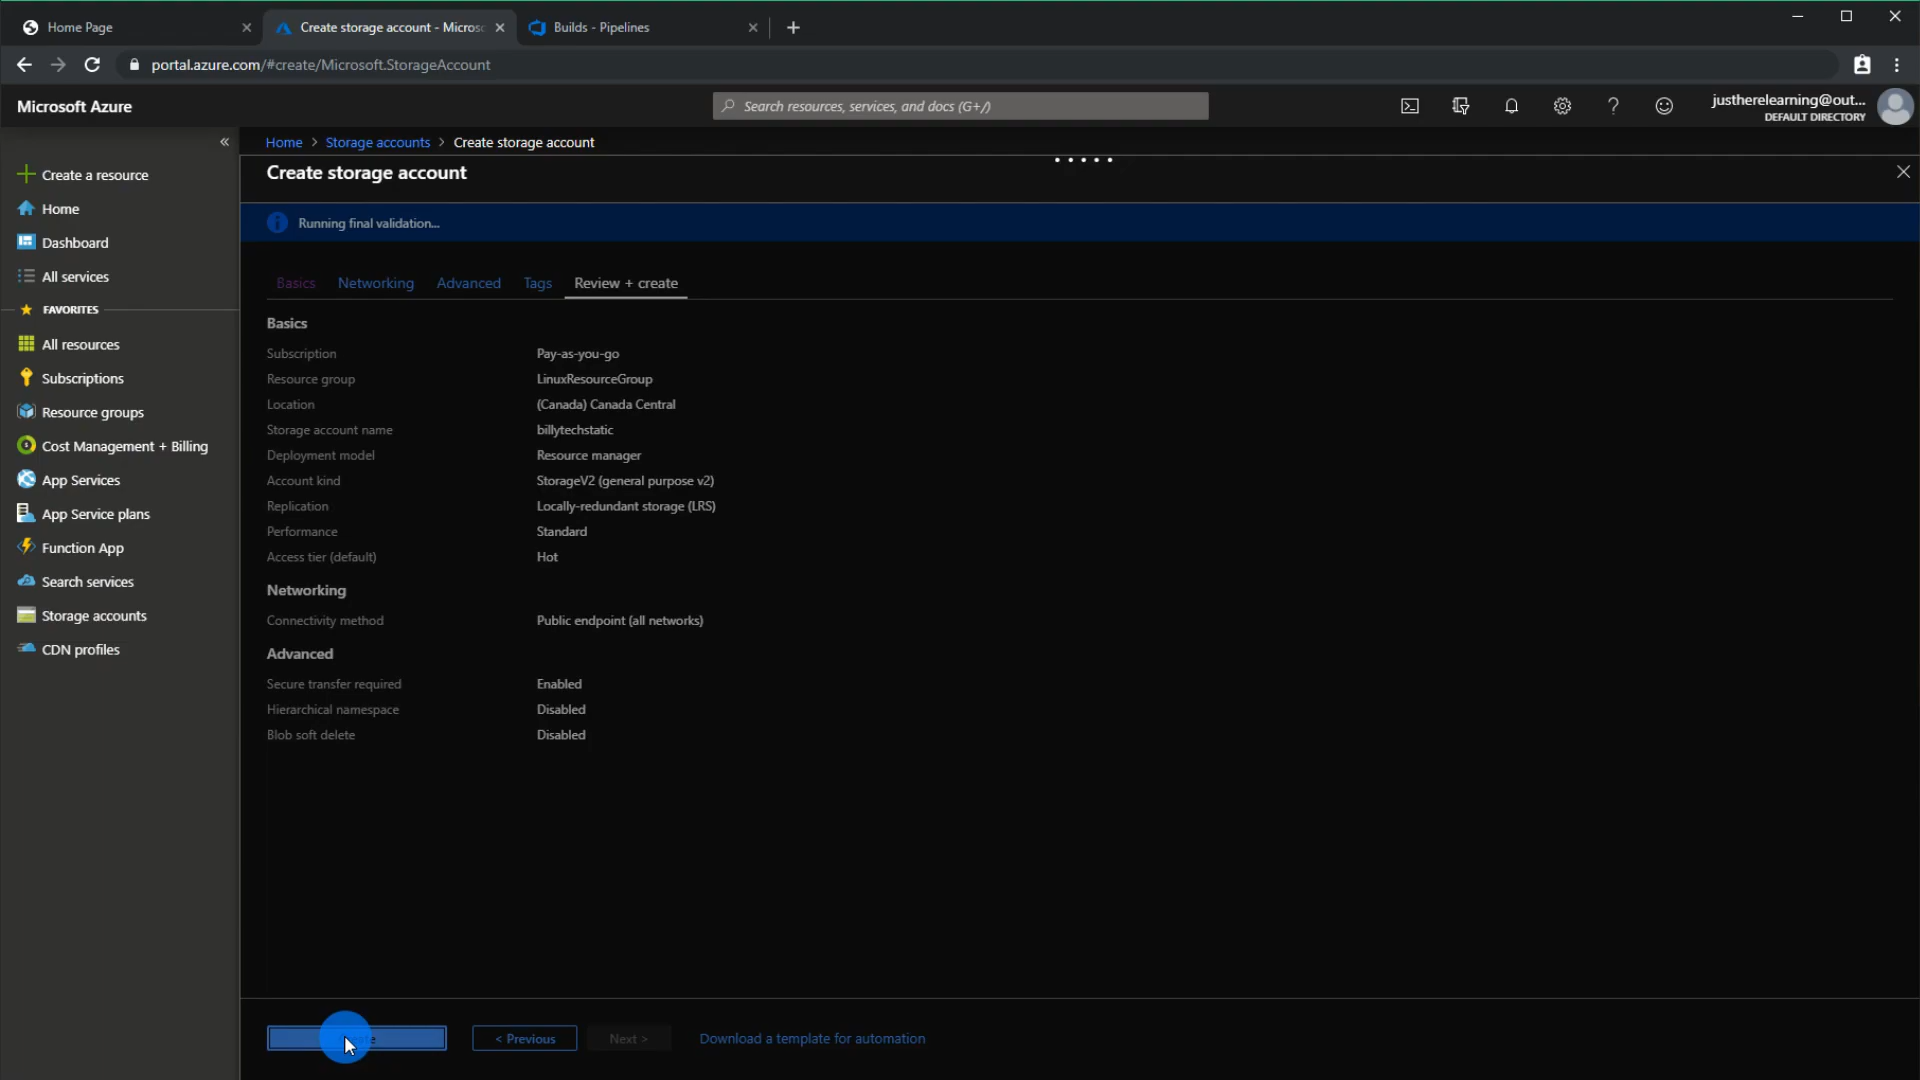 Home Page
Create storage account - Micros
Builds - Pipelines
portal.azure.com/#create/Microsoft.StorageAccount
Microsoft Azure
Search resources, services, and docs (G+/)
justherelearning@out...
DEFAULT DIRECTORY
Home > Storage accounts > Create storage account
Create storage account
Running final validation...
Create a resource
Home
Dashboard
All services
FAVORITES
All resources
Subscriptions
Resource groups
Cost Management + Billing
App Services
App Service plans
Function App
Search services
Storage accounts
CDN profiles
Basics Networking Advanced Tags Review + create
Basics
Subscription Pay-as-you-go
Resource group LinuxResourceGroup
Location (Canada) Canada Central
Storage account name billytechstatic
Deployment model Resource manager
Account kind StorageV2 (general purpose v2)
Replication Locally-redundant storage (LRS)
Performance Standard
Access tier (default) Hot
Networking
Connectivity method Public endpoint (all networks)
Advanced
Secure transfer required Enabled
Hierarchical namespace Disabled
Blob soft delete Disabled
< Previous Next > Download a template for automation